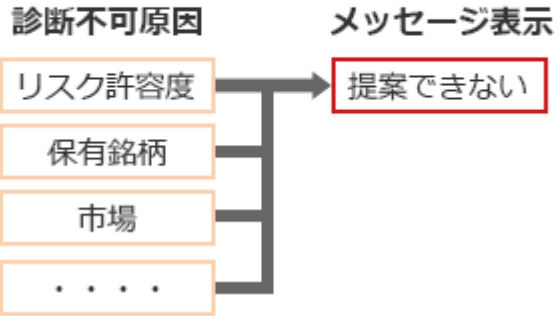 診断不可原因 メッセージ表示
リスク許容度 提案できない
保有銘柄
市場
・・・・